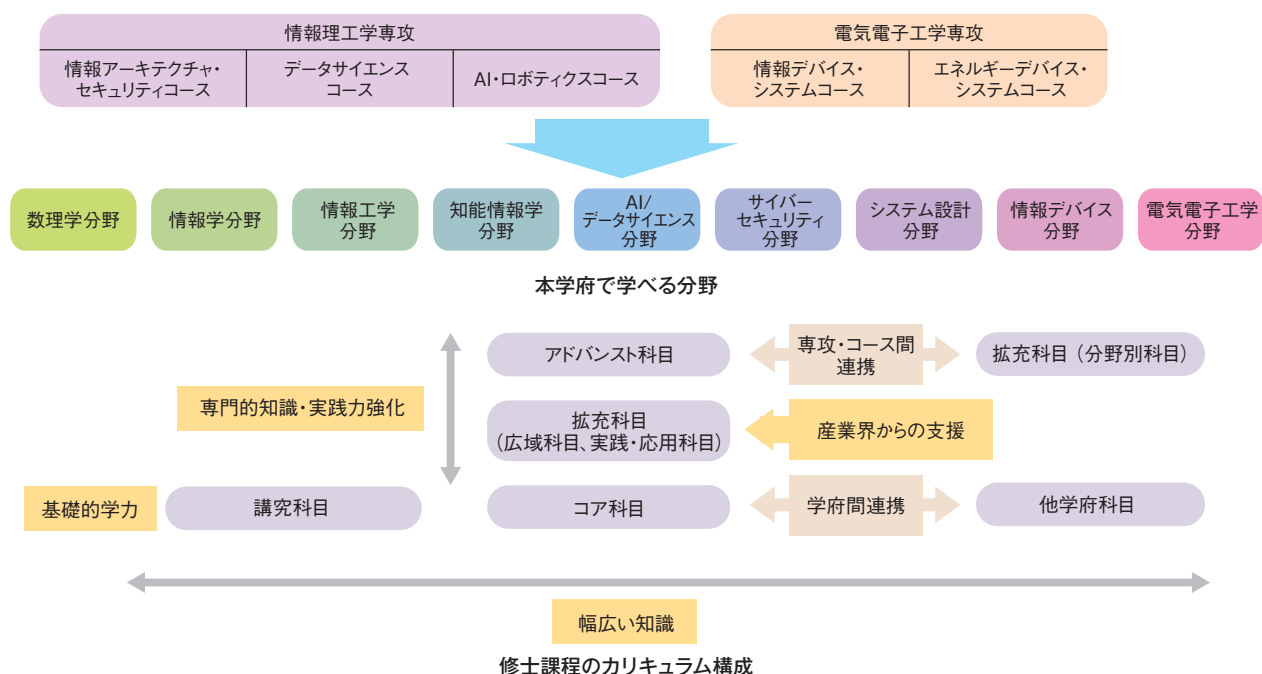 情報理工学専攻
情報アーキテクチャ・
セキュリティコース
データサイエンス
コース
AI・ロボティクスコース
電気電子工学専攻
情報デバイス・
システムコース
エネルギーデバイス・
システムコース
数理学分野
情報学分野
情報工学
分野
知能情報学
分野
AI/
データサイエンス
分野
サイバー
セキュリティ
分野
システム設計
分野
情報デバイス
分野
電気電子工学
分野
本学府で学べる分野
アドバンスト科目
専攻・コース間
連携
拡充科目（分野別科目）
専門的知識・実践力強化
拡充科目
（広域科目、実践・応用科目）
産業界からの支援
基礎的学力
講究科目
コア科目
学府間連携
他学府科目
幅広い知識
修士課程のカリキュラム構成